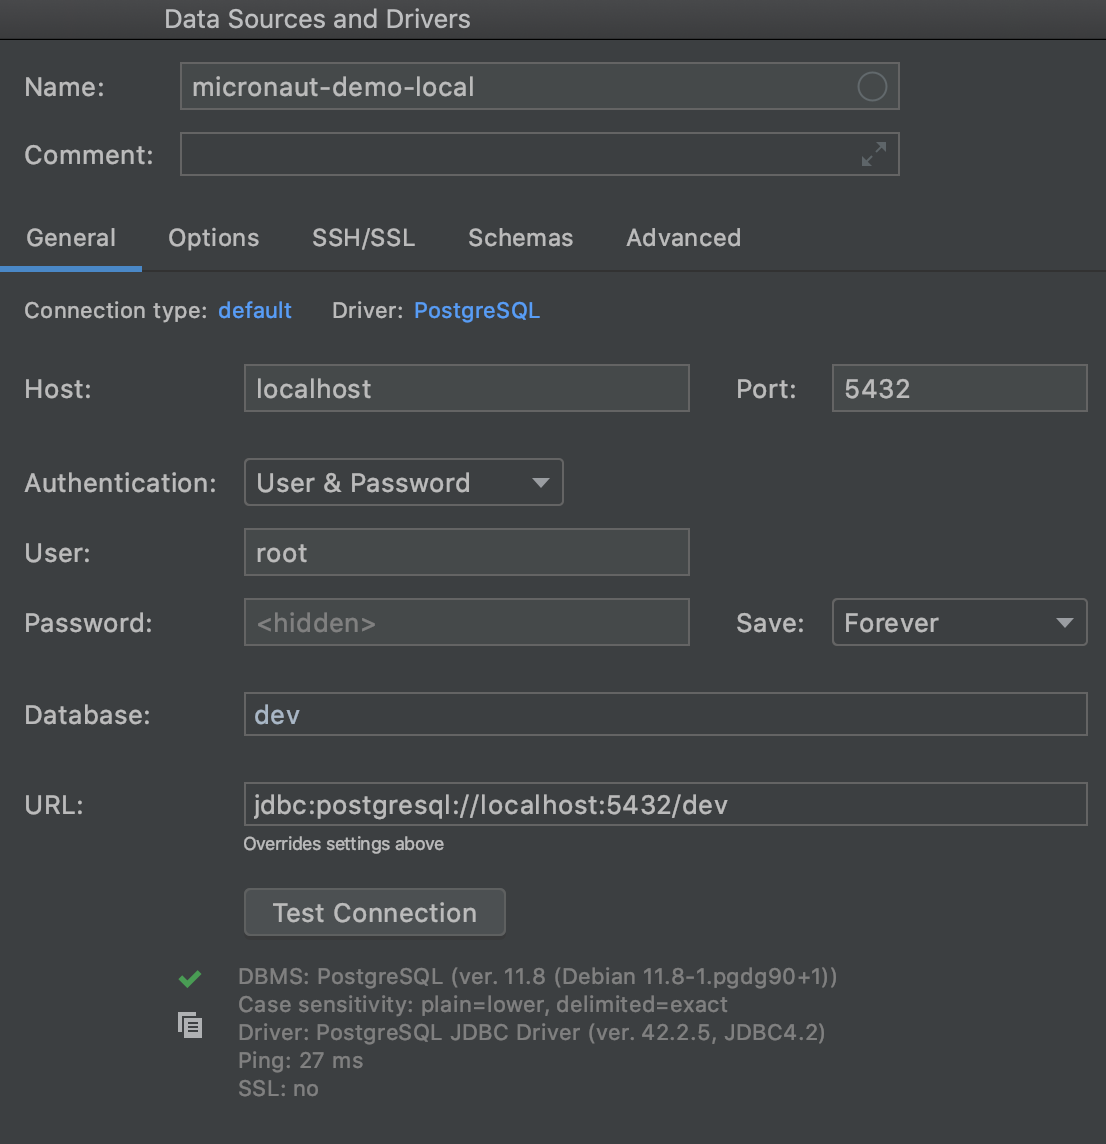 Data Sources and Drivers
Name: micronaut-demo-local
Comment:
General Options SSH/SSL Schemas Advanced
Connection type: default Driver: PostgreSQL
Host: localhost Port: 5432
Authentication: User & Password
User: root
Password: <hidden> Save: Forever
Database: dev
URL: jdbc:postgresql://localhost:5432/dev
Overrides settings above
Test Connection
DBMS: PostgreSQL (ver. 11.8 (Debian 11.8-1.pgdg90+1))
Case sensitivity: plain=lower, delimited=exact
Driver: PostgreSQL JDBC Driver (ver. 42.2.5, JDBC4.2)
Ping: 27 ms
SSL: no